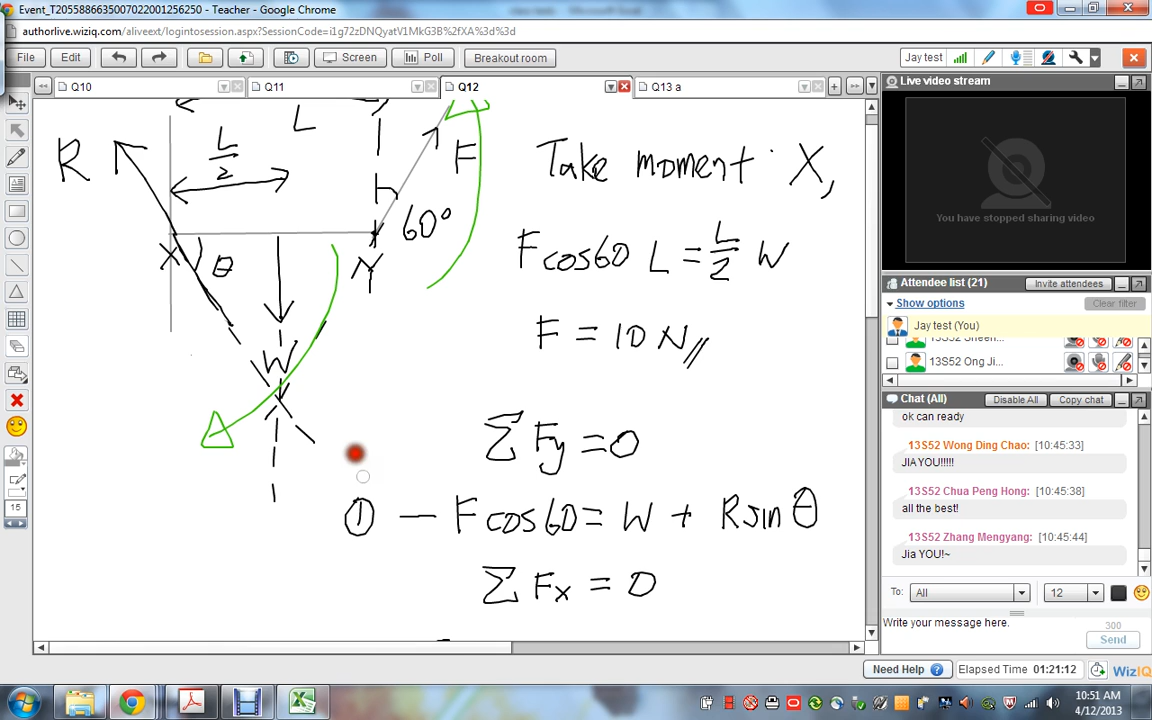 Event_T2055886635007022001256250 - Teacher - Google Chrome
authorlive.wiziq.com/aliveext/logintosession.aspx?SessionCode=i1g72zDNQyatV1MkG3B%2fXA%3d%3d
File Edit Screen Poll Breakout room Jay test
Q10 Q11 Q12 Q13 a
L
R
L/2
F
60°
X
θ
Y
W
Take moment X,
F cos60 L = L/2 W
F = 10 N
Σ Fy = 0
① — F cos60 = W + R sin θ
Σ Fx = 0
15
Live video stream
You have stopped sharing video
Attendee list (21)
Invite attendees
Show options
Clear filter
Jay test (You)
13S52 Ong Ji...
Chat (All)
Disable All
Copy chat
ok can ready
13S52 Wong Ding Chao: [10:45:33]
JIA YOU!!!!!
13S52 Chua Peng Hong: [10:45:38]
all the best!
13S52 Zhang Mengyang: [10:45:44]
Jia YOU!~
To: All 12
Write your message here.
300
Send
Need Help ? Elapsed Time 01:21:12 WizIQ
10:51 AM
4/12/2013